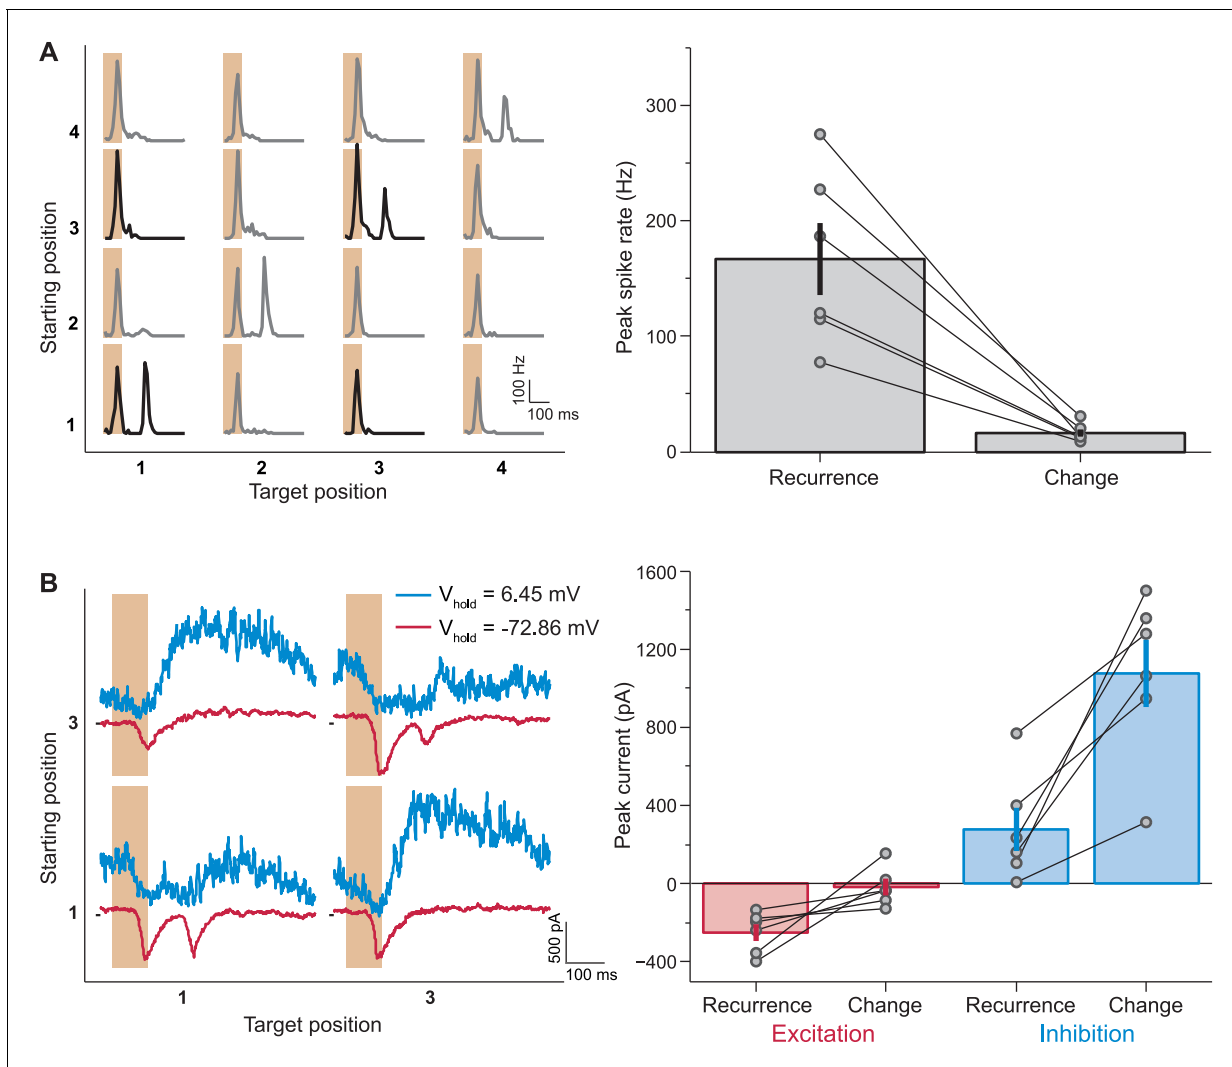 A
4
3
2
1
Starting position
100 Hz
100 ms
1 2 3 4
Target position
Peak spike rate (Hz)
300
200
100
0
Recurrence Change
B
V_hold = 6.45 mV
V_hold = -72.86 mV
3
1
Starting position
500 pA
100 ms
1 3
Target position
Peak current (pA)
1600
1200
800
400
0
−400
Recurrence Change Recurrence Change
Excitation Inhibition